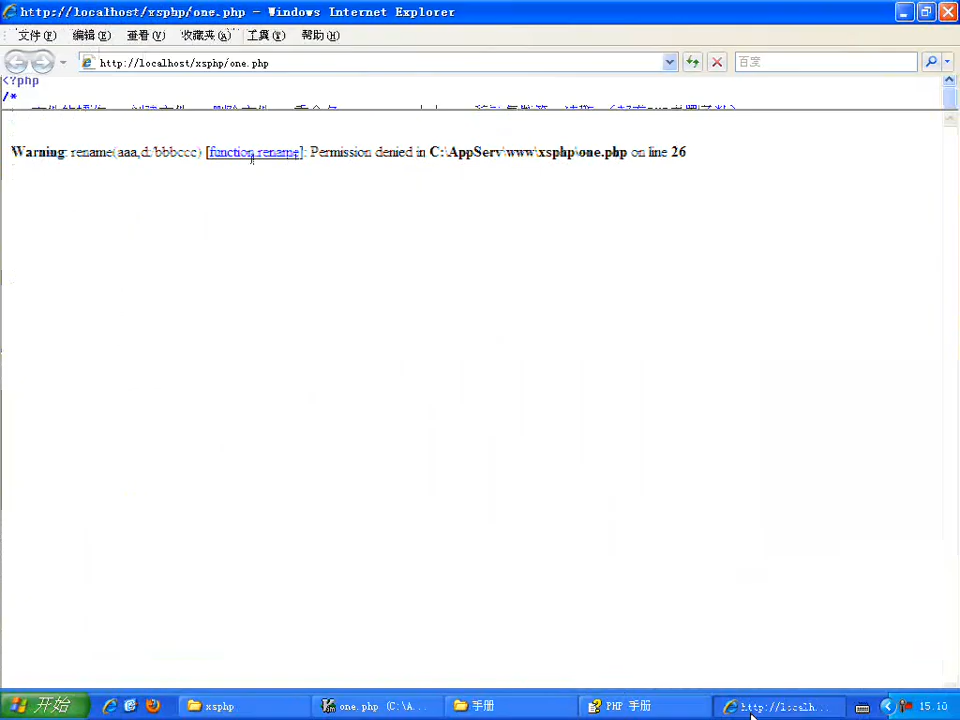 http://localhost/xsphp/one.php - Windows Internet Explorer
文件(F) 编辑(E) 查看(V) 收藏夹(A) 工具(T) 帮助(H)
http://localhost/xsphp/one.php 百度
<?php
/*
Warning: rename(aaa,d:/bbbccc) [function.rename]: Permission denied in C:\AppServ\www\xsphp\one.php on line 26
开始 xsphp one.php (C:\A... 手册 PHP 手册 http://localh... 15:10